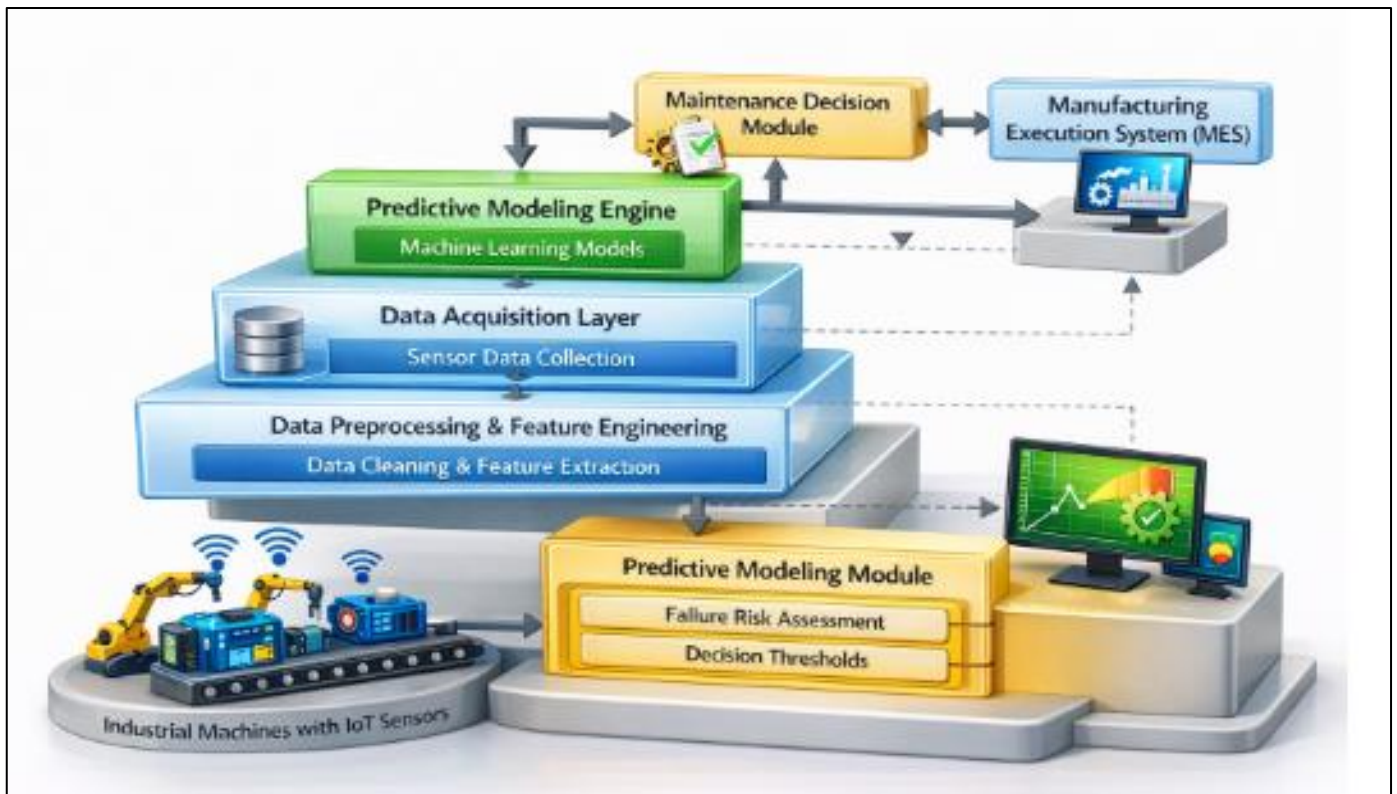 Maintenance Decision
Module
Manufacturing
Execution System (MES)
Predictive Modeling Engine
Machine Learning Models
Data Acquisition Layer
Sensor Data Collection
Data Preprocessing & Feature Engineering
Data Cleaning & Feature Extraction
Predictive Modeling Module
Failure Risk Assessment
Decision Thresholds
Industrial Machines with IoT Sensors